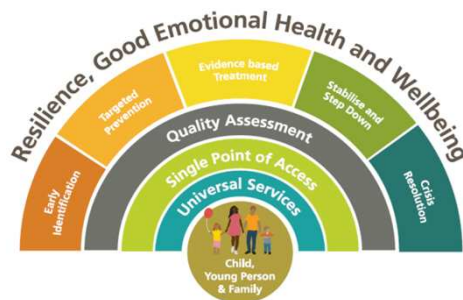 Resilience, Good Emotional Health and Wellbeing
Early
Identification
Targeted
Prevention
Evidence based
Treatment
Stabilise and
Step Down
Crisis
Resolution
Quality Assessment
Single Point of Access
Universal Services
Child,
Young Person
& Family